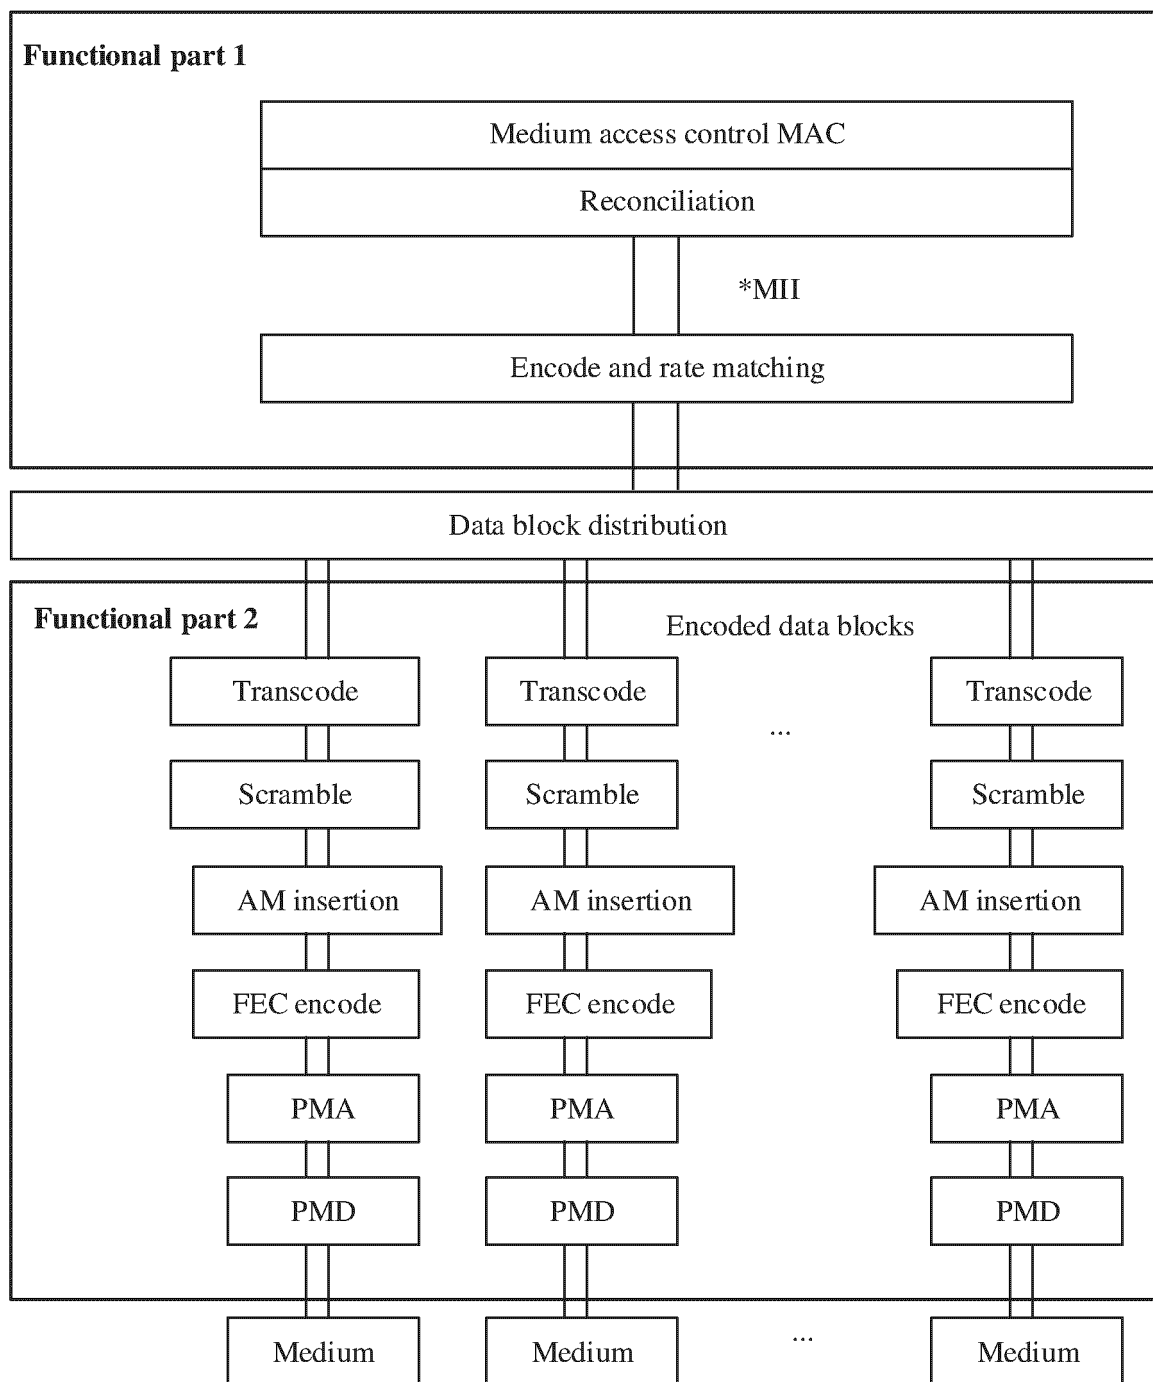 Functional part 1
Medium access control MAC
Reconciliation
*MII
Encode and rate matching
Data block distribution
Functional part 2
Encoded data blocks
Transcode
Transcode
Transcode
...
Scramble
Scramble
Scramble
AM insertion
AM insertion
AM insertion
FEC encode
FEC encode
FEC encode
PMA
PMA
PMA
PMD
PMD
PMD
...
Medium
Medium
Medium